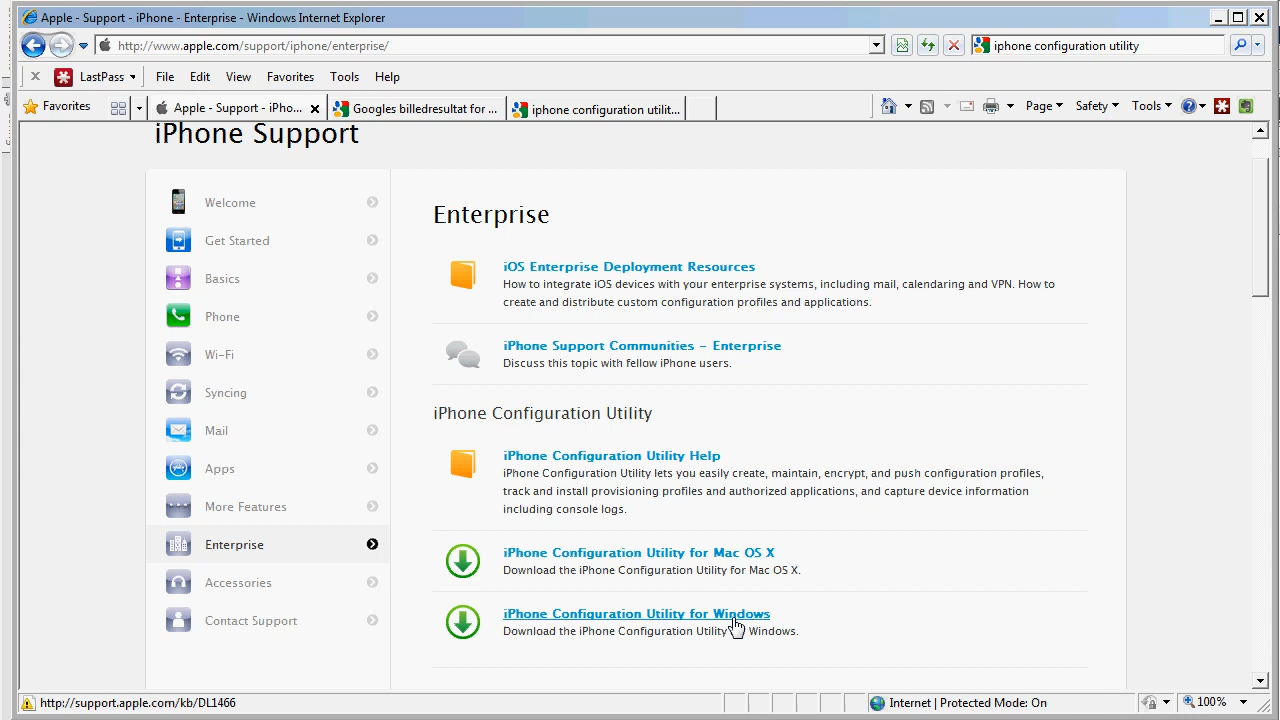 Apple - Support - iPhone - Enterprise - Windows Internet Explorer
http://www.apple.com/support/iphone/enterprise/
iphone configuration utility
LastPass
File Edit View Favorites Tools Help
Favorites
Apple - Support - iPho...
Googles billedresultat for ...
iphone configuration utilit...
Page Safety Tools
iPhone Support
Welcome
Get Started
Basics
Phone
Wi-Fi
Syncing
Mail
Apps
More Features
Enterprise
Accessories
Contact Support
Enterprise
iOS Enterprise Deployment Resources
How to integrate iOS devices with your enterprise systems, including mail, calendaring and VPN. How to
create and distribute custom configuration profiles and applications.
iPhone Support Communities – Enterprise
Discuss this topic with fellow iPhone users.
iPhone Configuration Utility
iPhone Configuration Utility Help
iPhone Configuration Utility lets you easily create, maintain, encrypt, and push configuration profiles,
track and install provisioning profiles and authorized applications, and capture device information
including console logs.
iPhone Configuration Utility for Mac OS X
Download the iPhone Configuration Utility for Mac OS X.
iPhone Configuration Utility for Windows
Download the iPhone Configuration Utility Windows.
http://support.apple.com/kb/DL1466
Internet | Protected Mode: On
100%